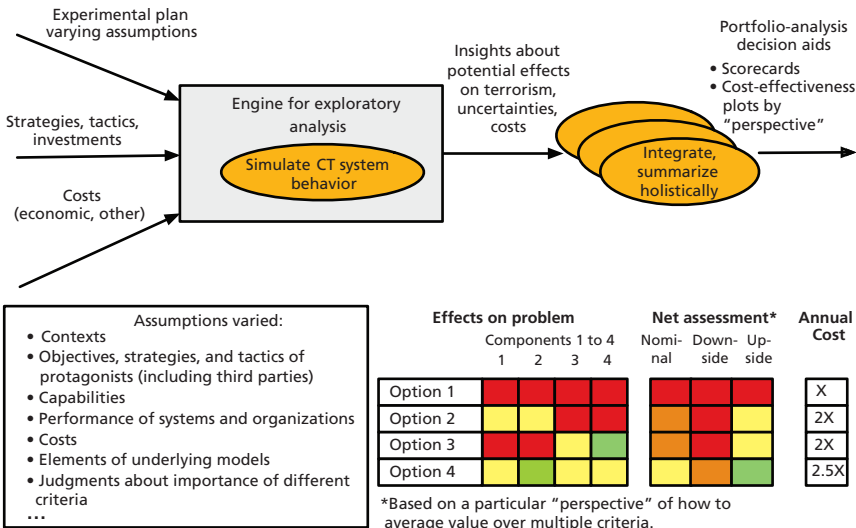 Experimental plan
varying assumptions
Strategies, tactics,
investments
Costs
(economic, other)
Engine for exploratory
analysis
Simulate CT system
behavior
Insights about
potential effects
on terrorism,
uncertainties,
costs
Integrate,
summarize
holistically
Portfolio-analysis
decision aids
• Scorecards
• Cost-effectiveness
plots by
“perspective”
Assumptions varied:
• Contexts
• Objectives, strategies, and tactics of
protagonists (including third parties)
• Capabilities
• Performance of systems and organizations
• Costs
• Elements of underlying models
• Judgments about importance of different
criteria
...
Effects on problem
Components 1 to 4
1 2 3 4
Net assessment*
Nomi- Down- Up-
nal side side
Annual
Cost
Option 1 X
Option 2 2X
Option 3 2X
Option 4 2.5X
*Based on a particular “perspective” of how to
average value over multiple criteria.